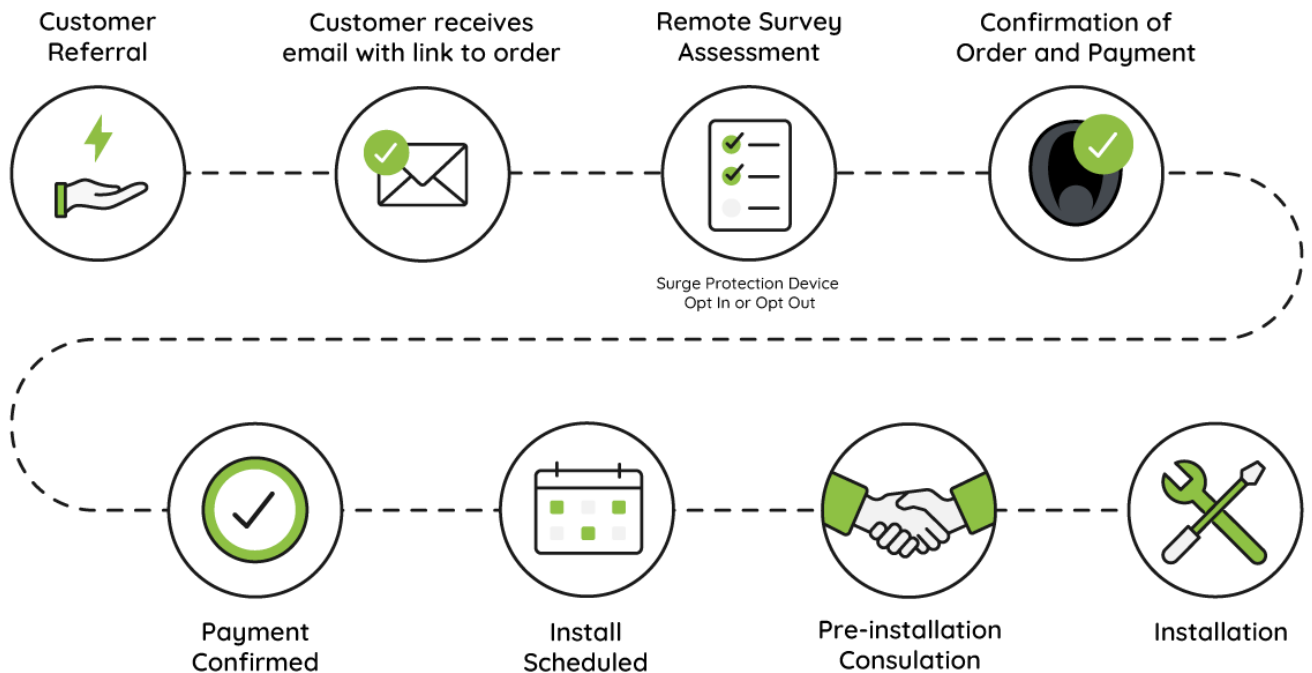 Customer
Referral
Customer receives
email with link to order
Remote Survey
Assessment
Surge Protection Device
Opt In or Opt Out
Confirmation of
Order and Payment
Payment
Confirmed
Install
Scheduled
Pre-installation
Consulation
Installation